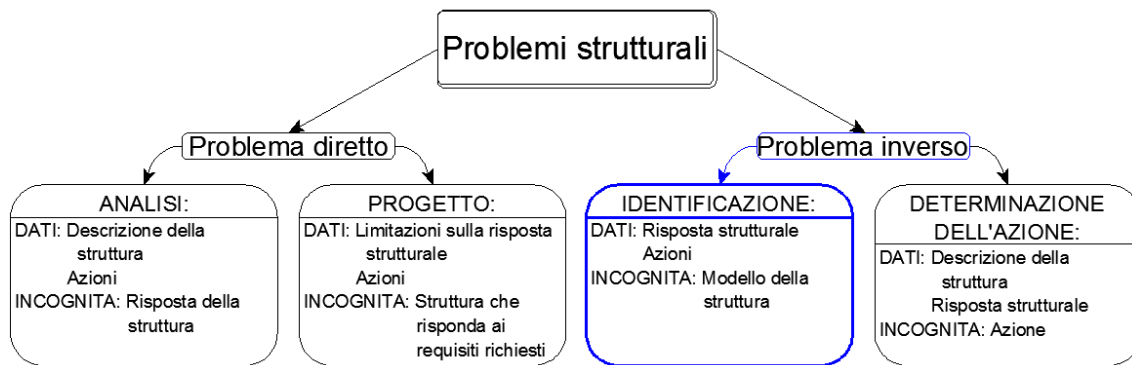 Problemi strutturali
Problema diretto
Problema inverso
ANALISI:
DATI: Descrizione della
struttura
Azioni
INCOGNITA: Risposta della
struttura
PROGETTO:
DATI: Limitazioni sulla risposta
strutturale
Azioni
INCOGNITA: Struttura che
risponda ai
requisiti richiesti
IDENTIFICAZIONE:
DATI: Risposta strutturale
Azioni
INCOGNITA: Modello della
struttura
DETERMINAZIONE
DELL'AZIONE:
DATI: Descrizione della
struttura
Risposta strutturale
INCOGNITA: Azione